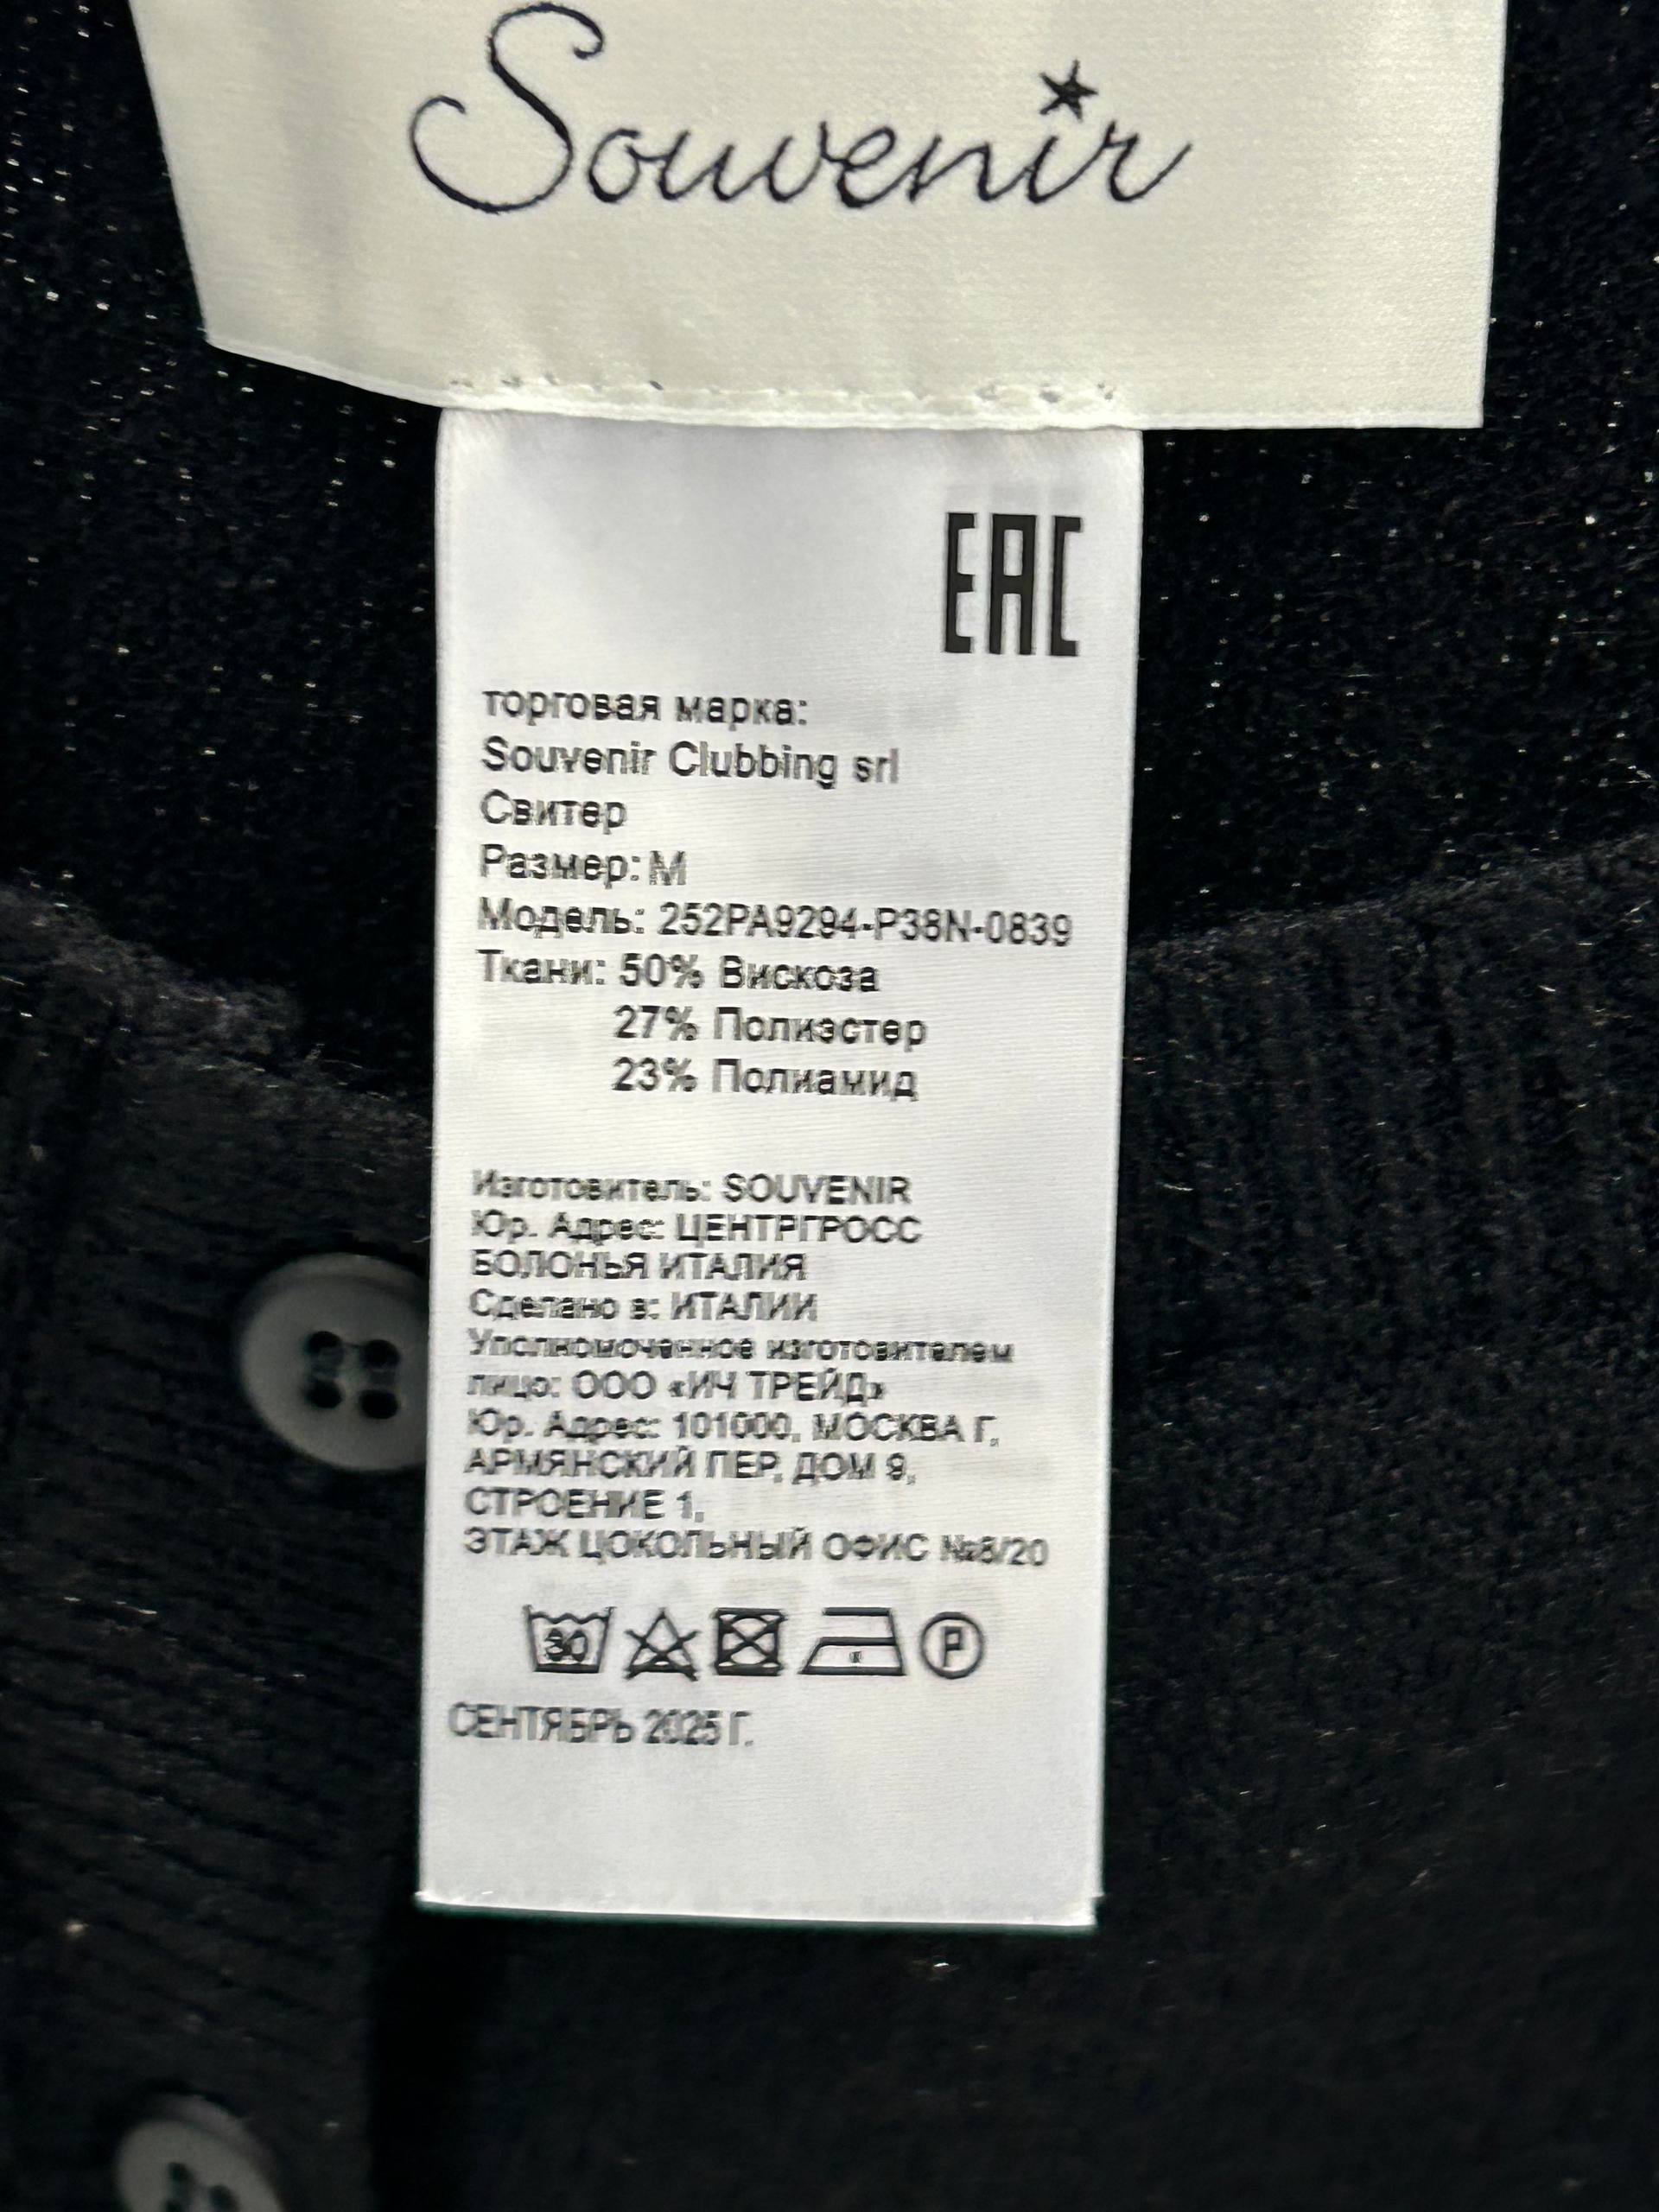 Souvenir
EAC
торговая марка:
Souvenir Clubbing srl
Свитер
Размер: M
Модель: 252PA9294-P38N-0839
Ткани: 50% Вискоза
27% Полиэстер
23% Полиамид
Изготовитель: SOUVENIR
Юр. Адрес: ЦЕНТРГРОСС
БОЛОНЬЯ ИТАЛИЯ
Сделано в: ИТАЛИИ
Уполномоченное изготовителем
лицо: ООО «ИЧ ТРЕЙД»
Юр. Адрес: 101000, МОСКВА Г,
АРМЯНСКИЙ ПЕР, ДОМ 9,
СТРОЕНИЕ 1,
ЭТАЖ ЦОКОЛЬНЫЙ ОФИС №8/20
30 P
СЕНТЯБРЬ 2025 Г.